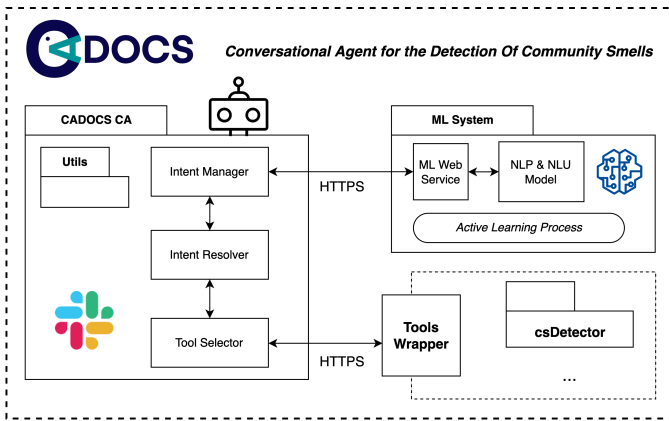 CADOCS
Conversational Agent for the Detection Of Community Smells
CADOCS CA
Utils
Intent Manager
Intent Resolver
Tool Selector
HTTPS
HTTPS
ML System
ML Web
Service
NLP & NLU
Model
Active Learning Process
Tools
Wrapper
csDetector
...